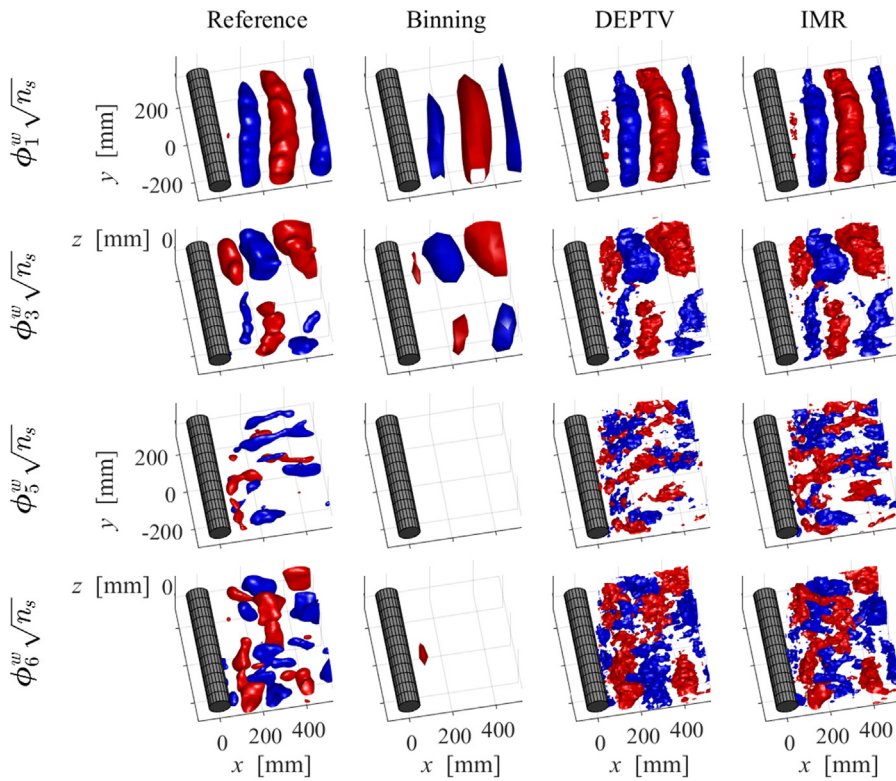 Reference Binning DEPTV IMR
ϕ₁ʷ√nₛ
y [mm]
200
0
-200
ϕ₃ʷ√nₛ
z [mm] 0
ϕ₅ʷ√nₛ
y [mm]
200
0
-200
ϕ₆ʷ√nₛ
z [mm] 0
0 200 400 0 200 400 0 200 400 0 200 400
x [mm] x [mm] x [mm] x [mm]